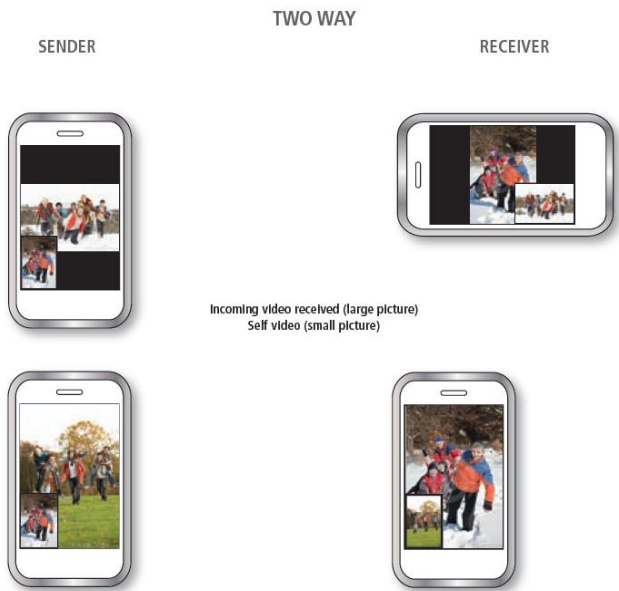 TWO WAY
SENDER
RECEIVER
Incoming video received (large picture)
Self video (small picture)